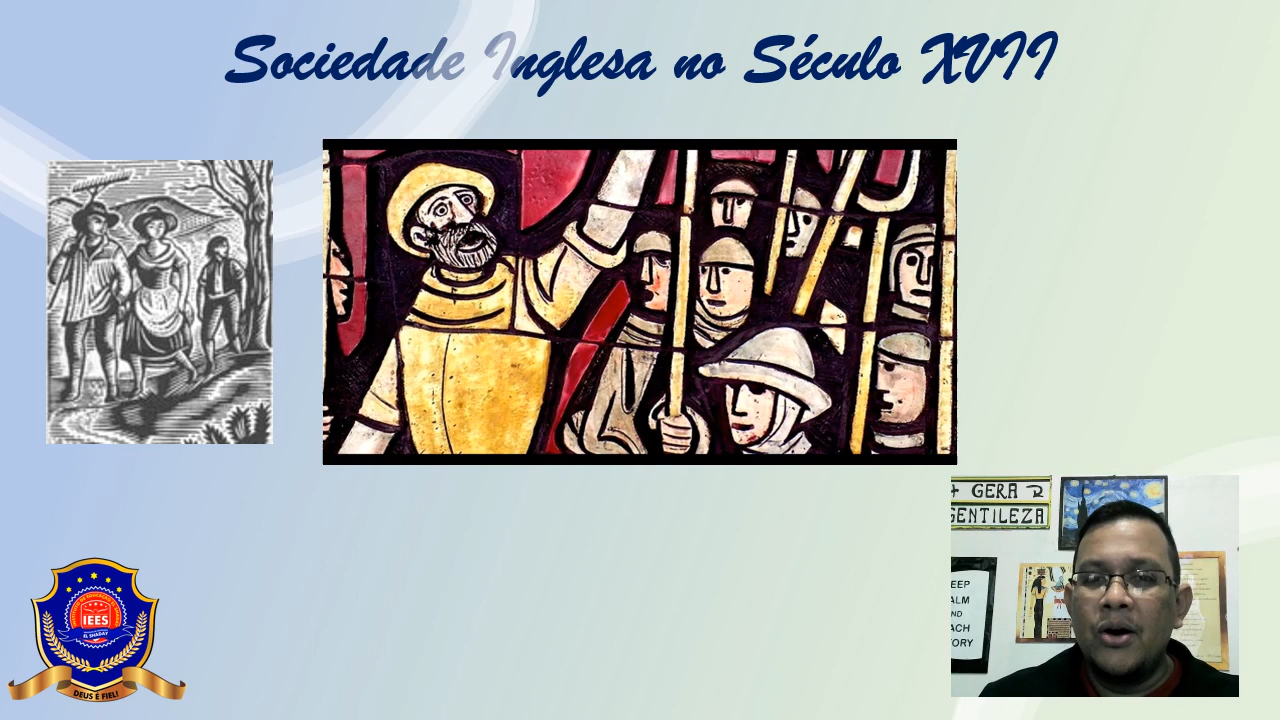 Sociedade Inglesa no Século XVII
GERA
GENTILEZA
EEP
ALM
ND
ACH
TORY
IEES
EL SHADAY
DEUS É FIEL!